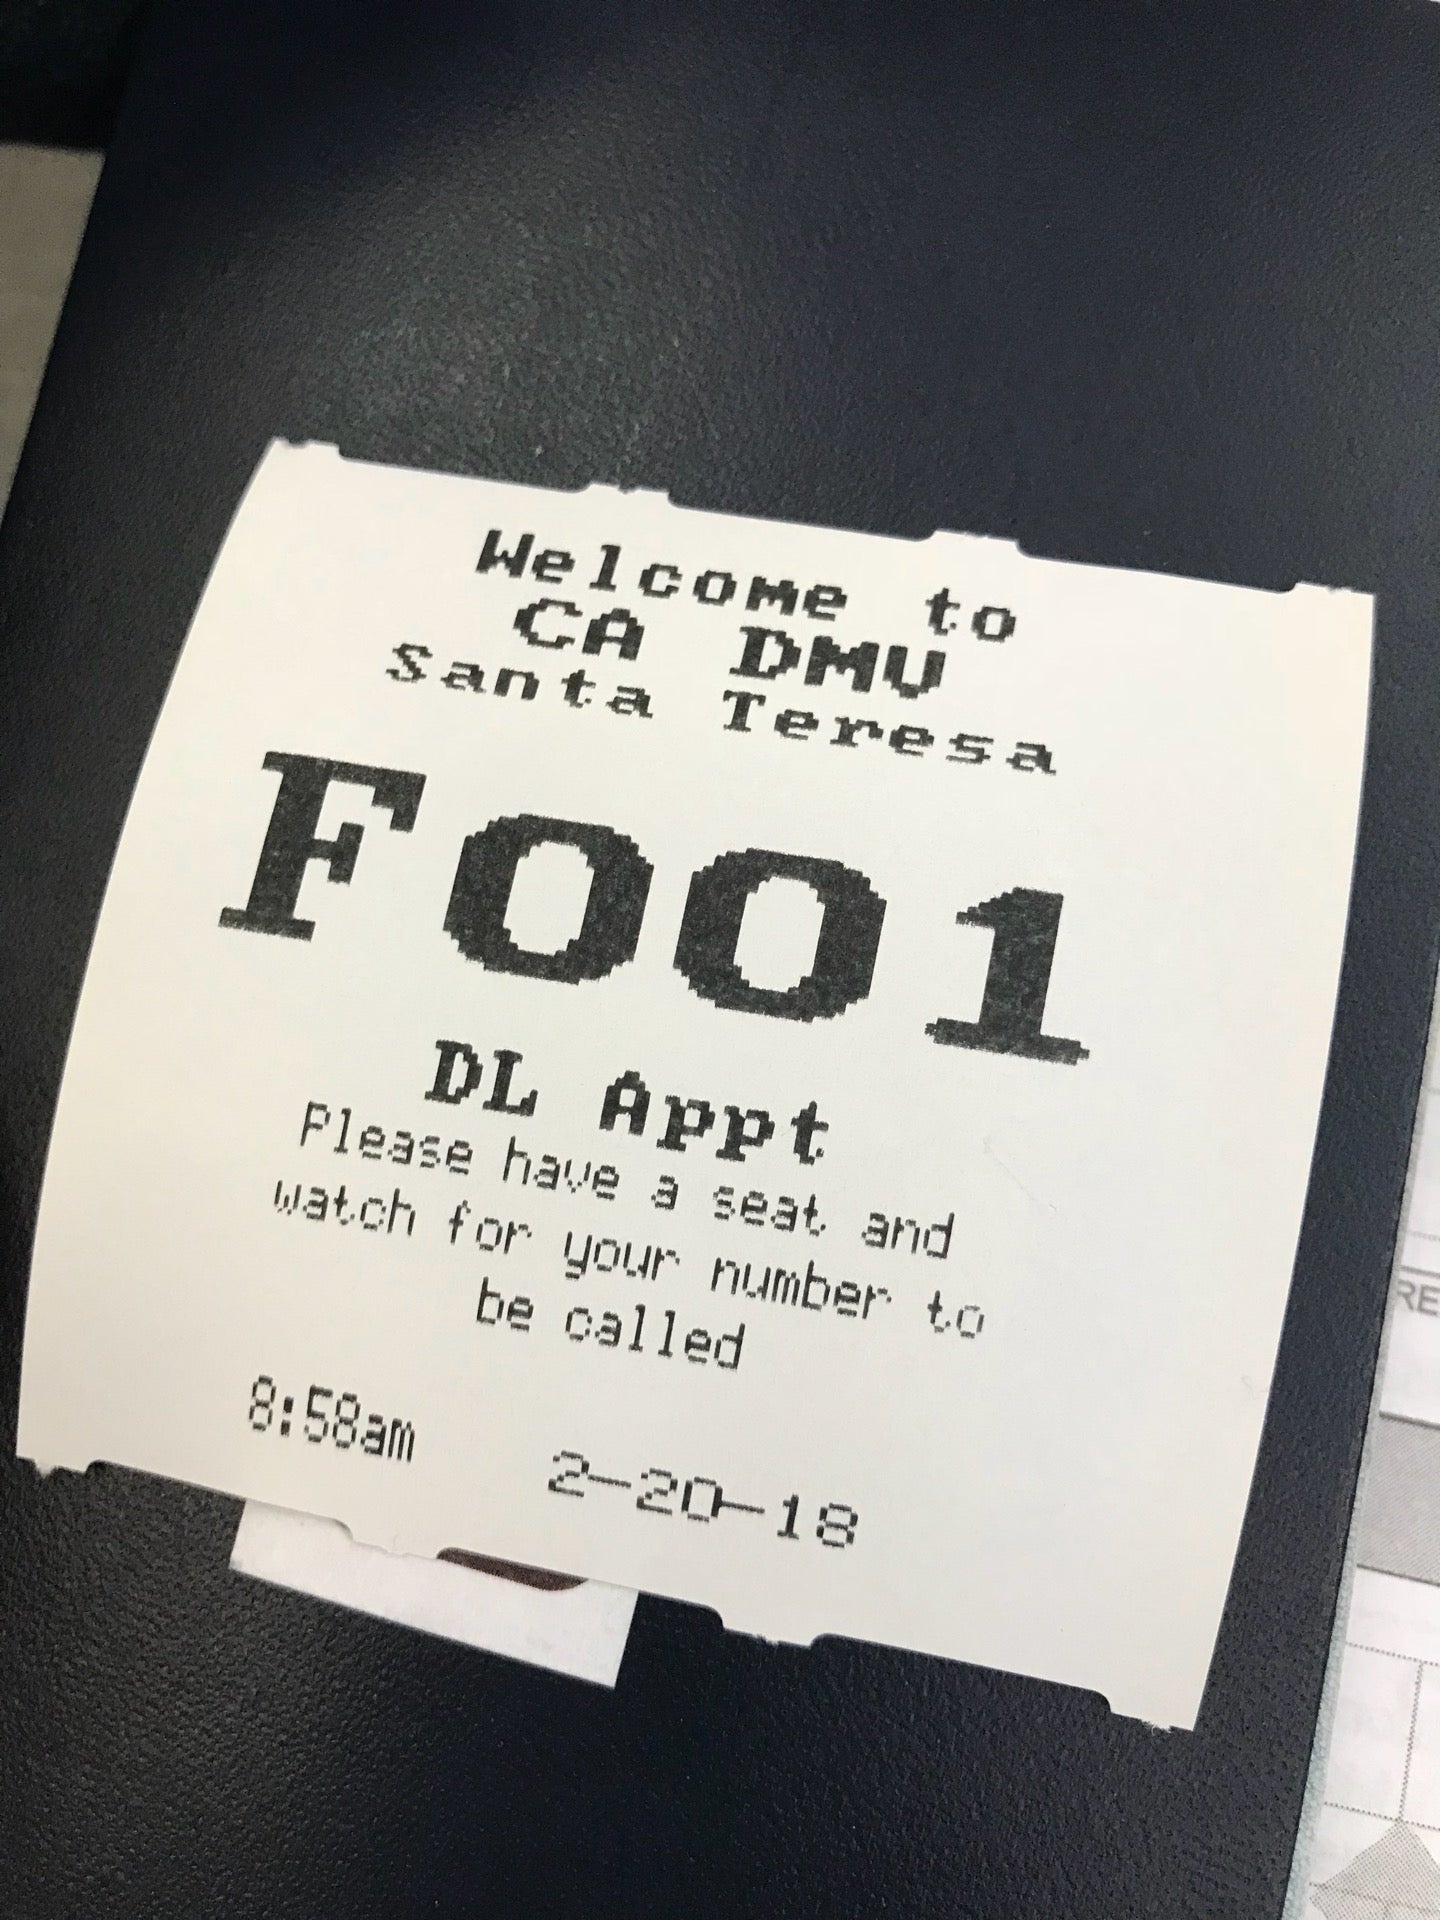 Welcome to
CA DMV
Santa Teresa
F001
DL Appt
Please have a seat and
watch for your number to
be called
8:58am 2-20-18
RE